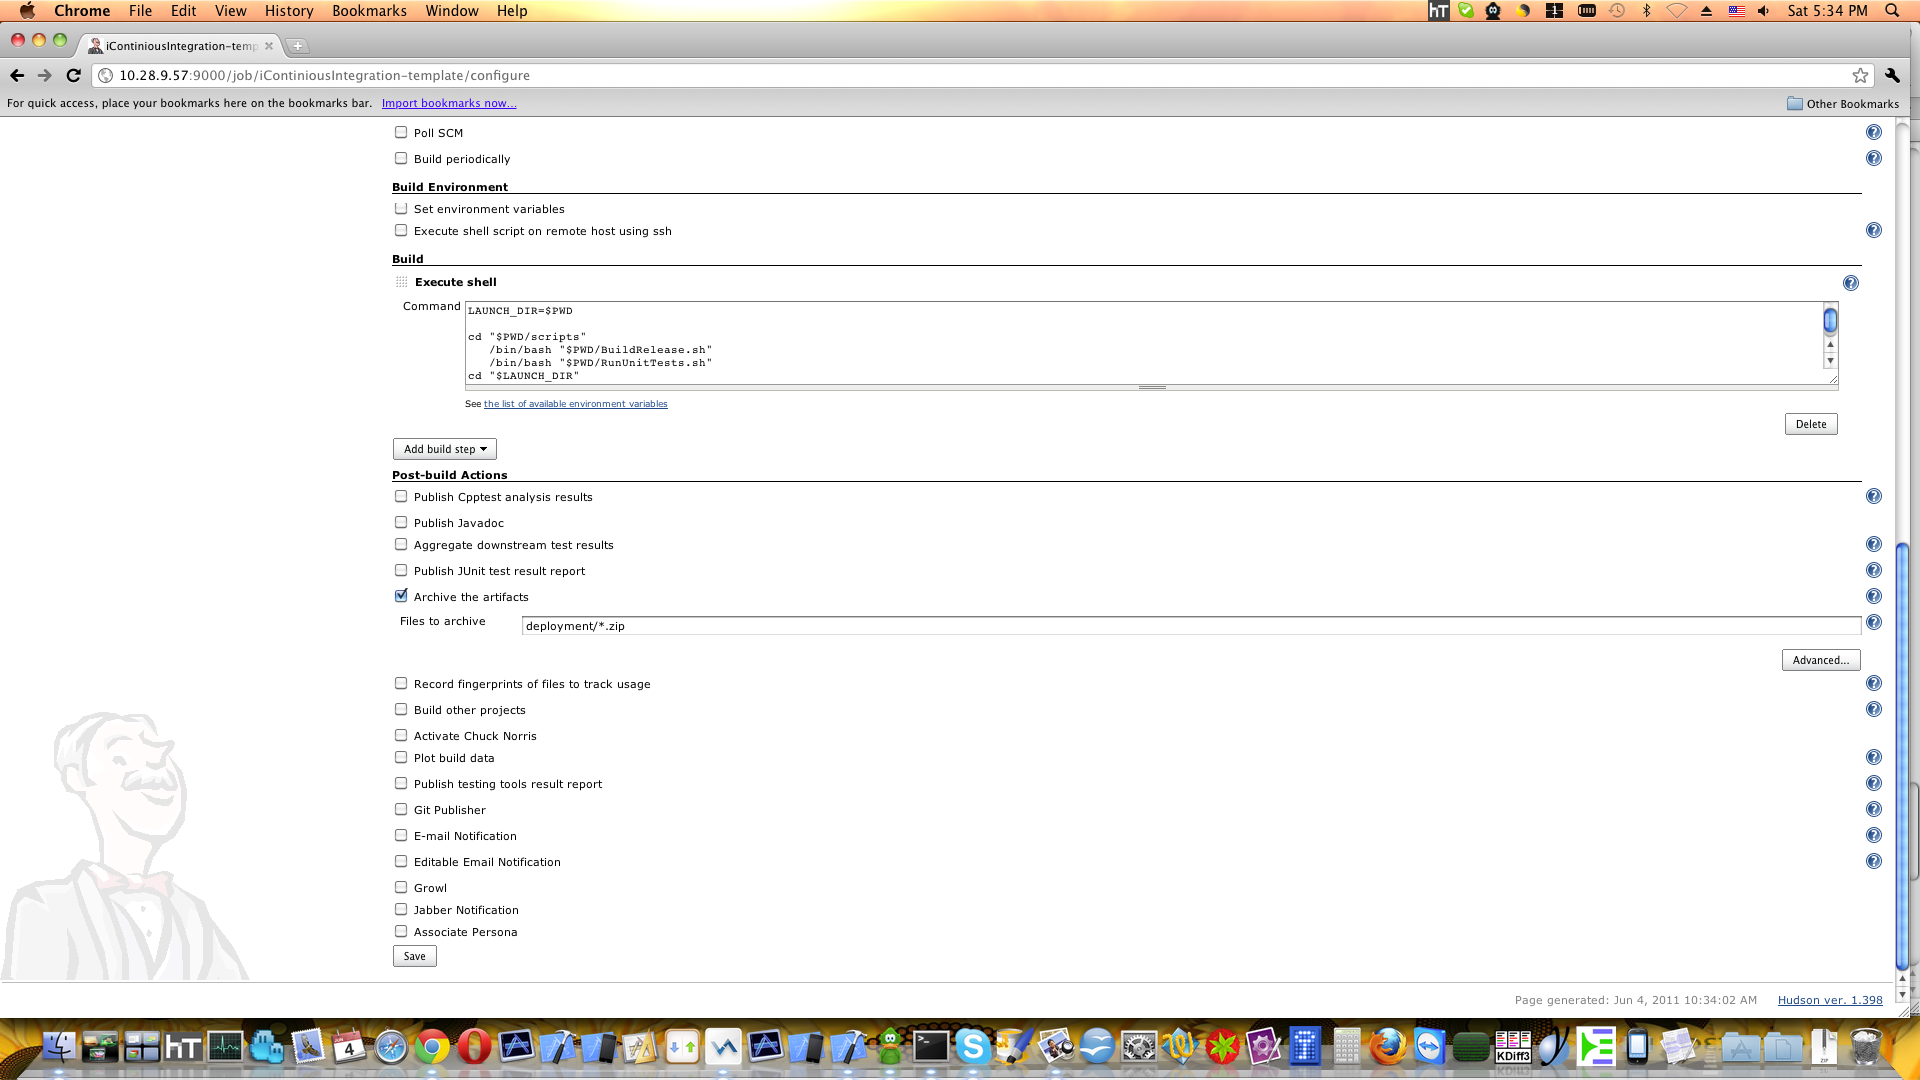 Chrome File Edit View History Bookmarks Window Help
Sat 5:34 PM
iContiniousIntegration-temp
10.28.9.57:9000/job/iContiniousIntegration-template/configure
For quick access, place your bookmarks here on the bookmarks bar. Import bookmarks now...
Other Bookmarks
Poll SCM
Build periodically
Build Environment
Set environment variables
Execute shell script on remote host using ssh
Build
Execute shell
Command
LAUNCH_DIR=$PWD
cd "$PWD/scripts"
/bin/bash "$PWD/BuildRelease.sh"
/bin/bash "$PWD/RunUnitTests.sh"
cd "$LAUNCH_DIR"
See the list of available environment variables
Delete
Add build step
Post-build Actions
Publish Cpptest analysis results
Publish Javadoc
Aggregate downstream test results
Publish JUnit test result report
Archive the artifacts
Files to archive
deployment/*.zip
Advanced...
Record fingerprints of files to track usage
Build other projects
Activate Chuck Norris
Plot build data
Publish testing tools result report
Git Publisher
E-mail Notification
Editable Email Notification
Growl
Jabber Notification
Associate Persona
Save
Page generated: Jun 4, 2011 10:34:02 AM
Hudson ver. 1.398
hT
4
KDiff3
ZIP